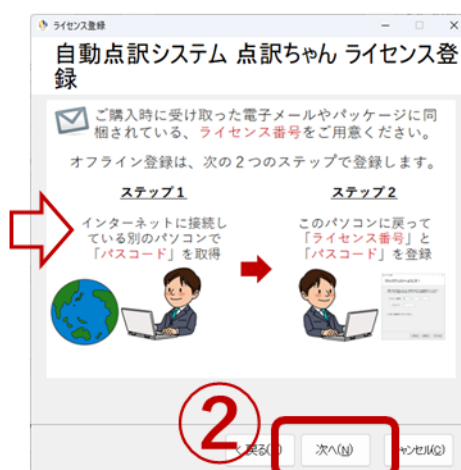 ライセンス登録
自動点訳システム 点訳ちゃん ライセンス登
録
ご購入時に受け取った電子メールやパッケージに同
梱されている、ライセンス番号をご用意ください。
オフライン登録は、次の2つのステップで登録します。
ステップ1
インターネットに接続し
ている別のパソコンで
「パスコード」を取得
ステップ2
このパソコンに戻って
「ライセンス番号」と
「パスコード」を登録
②
戻る(
次へ(N)
ャンセル(C)